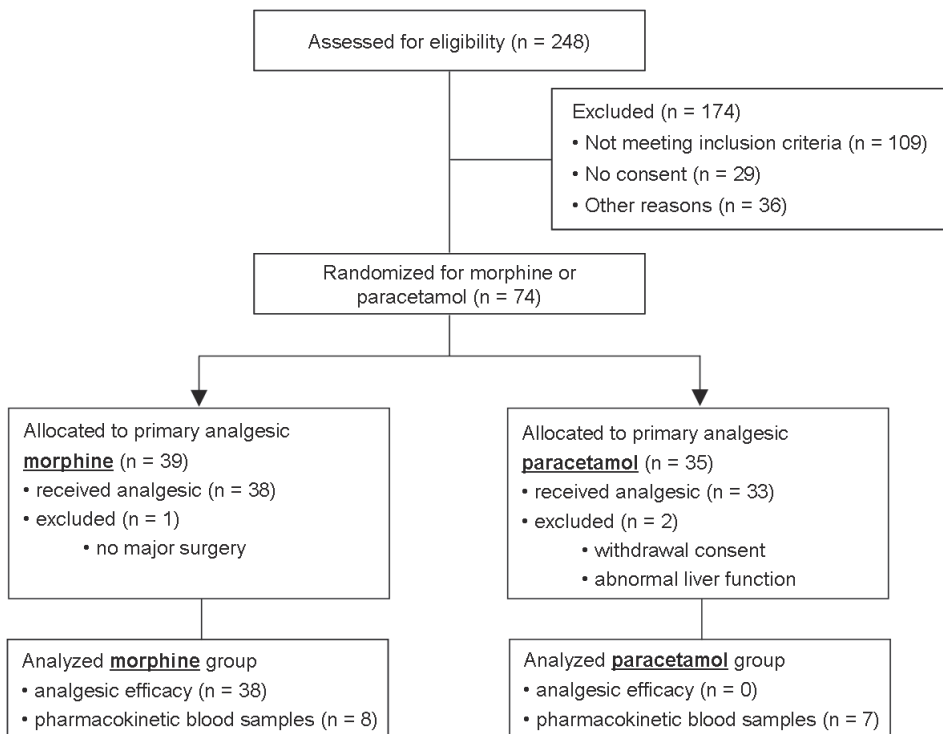 Assessed for eligibility (n = 248)
Excluded (n = 174)
• Not meeting inclusion criteria (n = 109)
• No consent (n = 29)
• Other reasons (n = 36)
Randomized for morphine or
paracetamol (n = 74)
Allocated to primary analgesic
morphine (n = 39)
• received analgesic (n = 38)
• excluded (n = 1)
• no major surgery
Allocated to primary analgesic
paracetamol (n = 35)
• received analgesic (n = 33)
• excluded (n = 2)
• withdrawal consent
• abnormal liver function
Analyzed morphine group
• analgesic efficacy (n = 38)
• pharmacokinetic blood samples (n = 8)
Analyzed paracetamol group
• analgesic efficacy (n = 0)
• pharmacokinetic blood samples (n = 7)